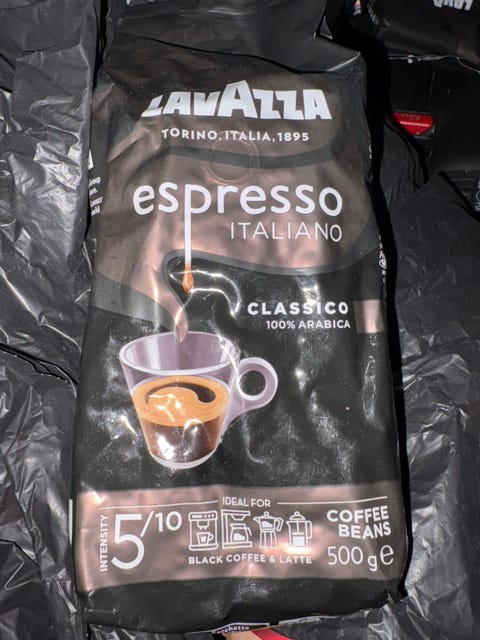 LAVAZZA
TORINO, ITALIA, 1895
espresso
ITALIANO
CLASSICO
100% ARABICA
INTENSITY
5/10
IDEAL FOR
BLACK COFFEE & LATTE
COFFEE
BEANS
500 g e